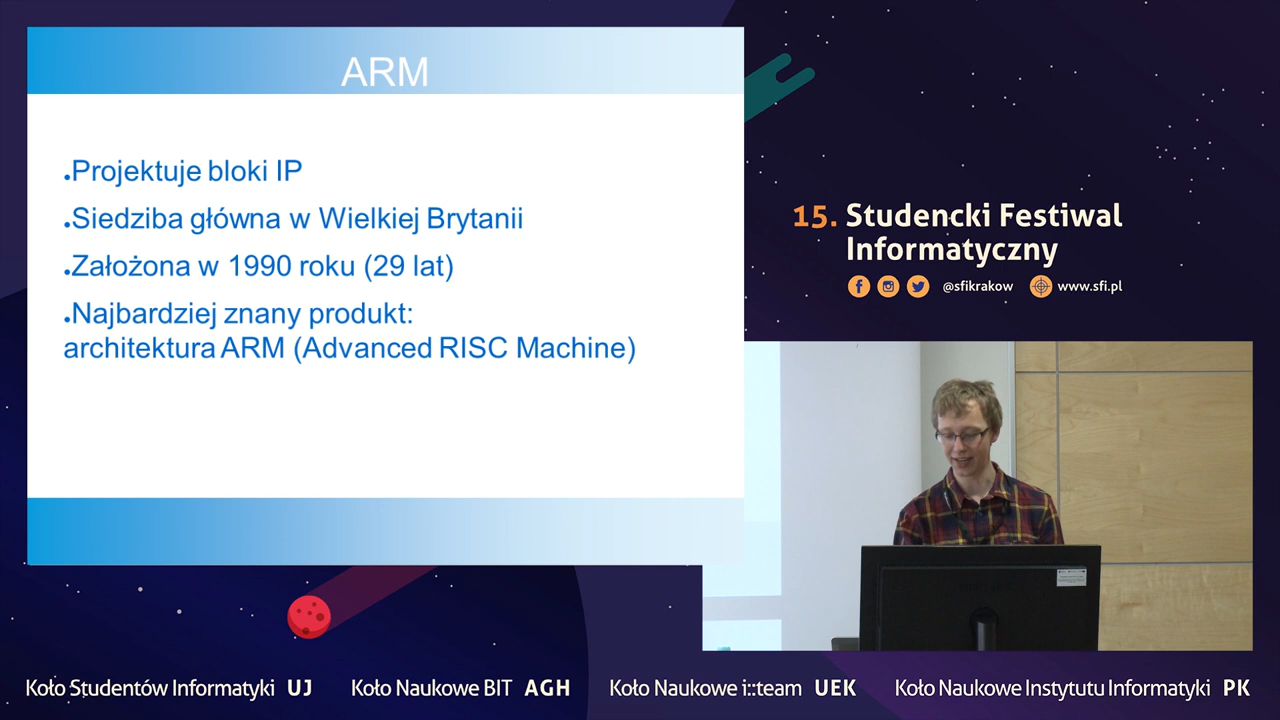 ARM
Projektuje bloki IP
Siedziba główna w Wielkiej Brytanii
Założona w 1990 roku (29 lat)
Najbardziej znany produkt:
architektura ARM (Advanced RISC Machine)
15. Studencki Festiwal
Informatyczny
@sfikrakow www.sfi.pl
Koło Studentów Informatyki UJ Koło Naukowe BIT AGH Koło Naukowe i::team UEK Koło Naukowe Instytutu Informatyki PK